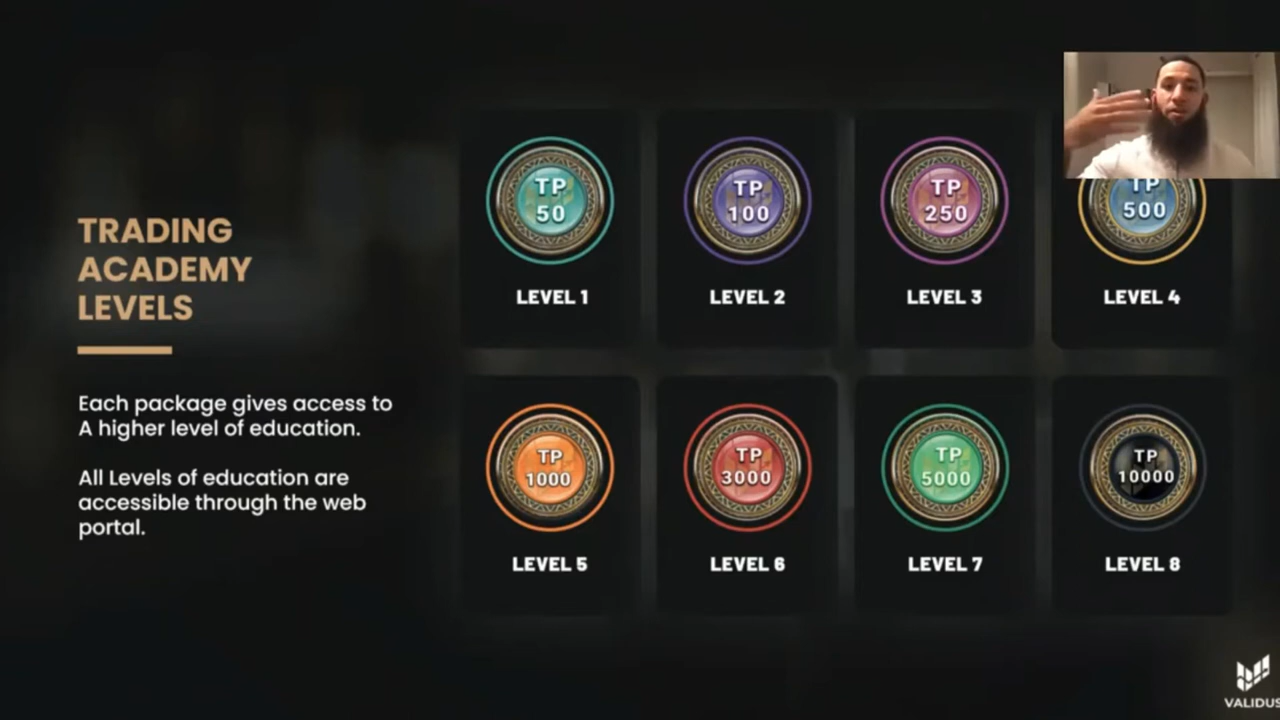 TRADING
ACADEMY
LEVELS
Each package gives access to
A higher level of education.
All Levels of education are
accessible through the web
portal.
TP
50
LEVEL 1
TP
100
LEVEL 2
TP
250
LEVEL 3
TP
500
LEVEL 4
TP
1000
LEVEL 5
TP
3000
LEVEL 6
TP
5000
LEVEL 7
TP
10000
LEVEL 8
VALIDUS